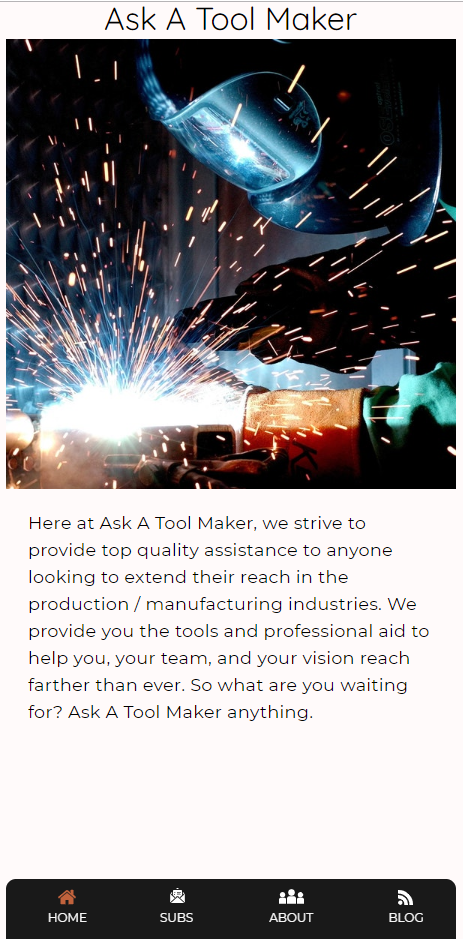 Ask A Tool Maker
Here at Ask A Tool Maker, we strive to
provide top quality assistance to anyone
looking to extend their reach in the
production / manufacturing industries. We
provide you the tools and professional aid to
help you, your team, and your vision reach
farther than ever. So what are you waiting
for? Ask A Tool Maker anything.
HOME SUBS ABOUT BLOG